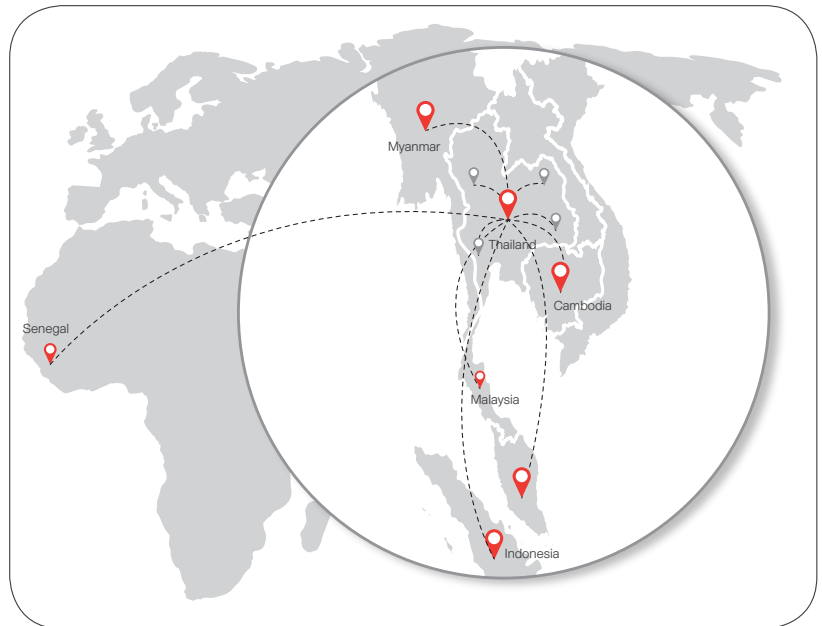 Myanmar
Thailand
Cambodia
Senegal
Malaysia
Indonesia